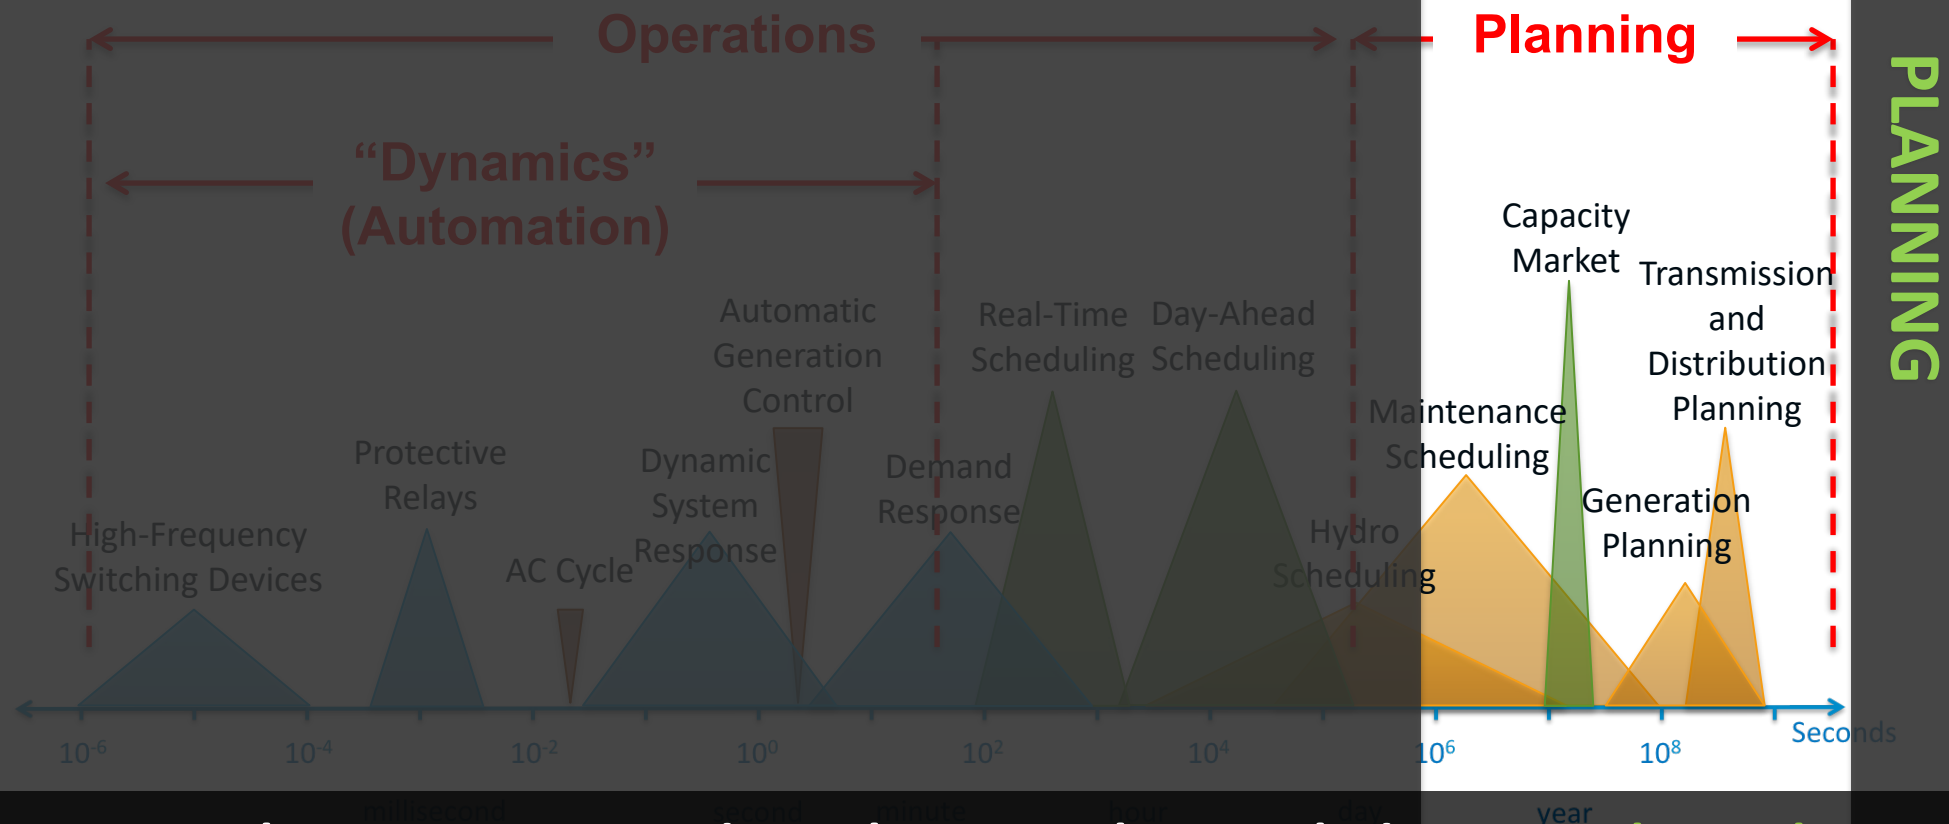 Operations
Planning
PLANNING
“Dynamics”
(Automation)
Capacity
Market
Transmission
and
Distribution
Planning
Automatic
Generation
Control
Real-Time
Scheduling
Day-Ahead
Scheduling
Maintenance
Scheduling
Protective
Relays
Dynamic
System
Response
Demand
Response
Generation
Planning
High-Frequency
Switching Devices
AC Cycle
Hydro
Scheduling
Seconds
10⁻⁶
10⁻⁴
10⁻²
10⁰
10²
10⁴
10⁶
10⁸
millisecond
second
minute
hour
day
year